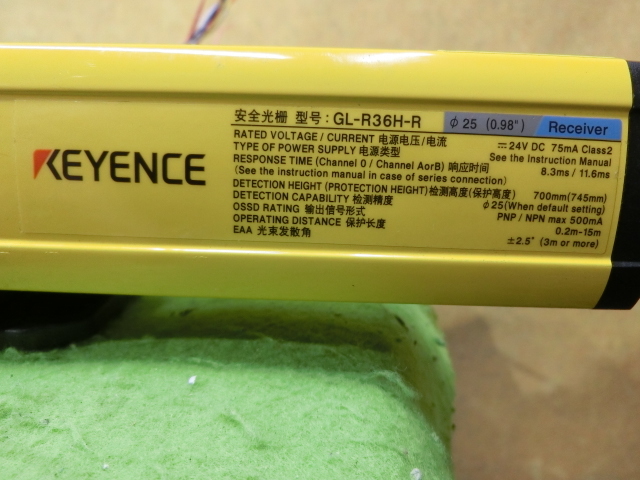 KEYENCE
安全光栅 型号: GL-R36H-R ϕ25 (0.98") Receiver
RATED VOLTAGE / CURRENT 电源电压/电流 ⎓24V DC 75mA Class2
TYPE OF POWER SUPPLY 电源类型 See the Instruction Manual
RESPONSE TIME (Channel 0 / Channel AorB) 响应时间 8.3ms / 11.6ms
(See the instruction manual in case of series connection)
DETECTION HEIGHT (PROTECTION HEIGHT) 检测高度(保护高度) 700mm(745mm)
DETECTION CAPABILITY 检测精度 ϕ25(When default setting)
OSSD RATING 输出信号形式 PNP / NPN max 500mA
OPERATING DISTANCE 保护长度 0.2m-15m
EAA 光束发散角 ±2.5° (3m or more)